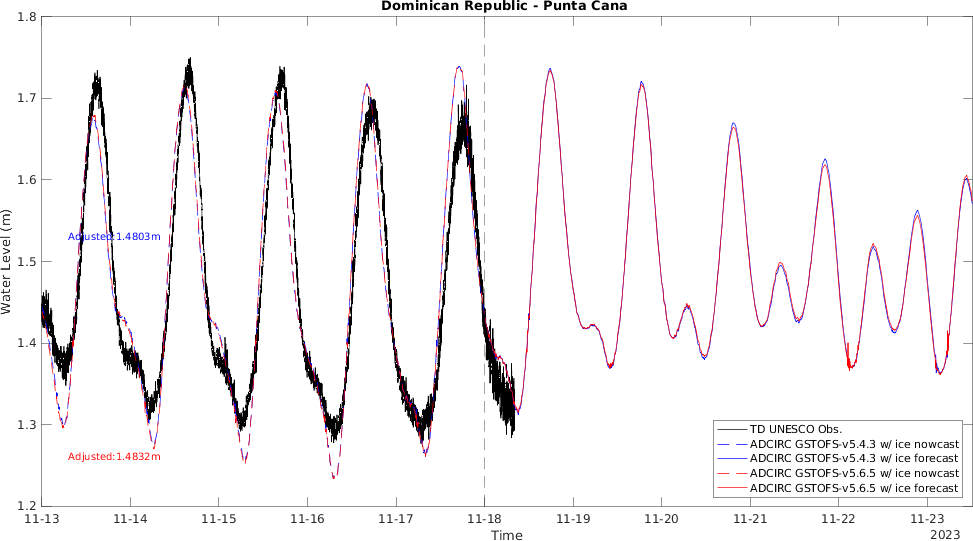 Dominican Republic - Punta Cana
1.8
1.7
1.6
1.5
1.4
1.3
1.2
Water Level (m)
Adjusted:1.4803m
Adjusted:1.4832m
TD UNESCO Obs.
ADCIRC GSTOFS-v5.4.3 w/ ice nowcast
ADCIRC GSTOFS-v5.4.3 w/ ice forecast
ADCIRC GSTOFS-v5.6.5 w/ ice nowcast
ADCIRC GSTOFS-v5.6.5 w/ ice forecast
11-13 11-14 11-15 11-16 11-17 11-18 11-19 11-20 11-21 11-22 11-23
Time
2023